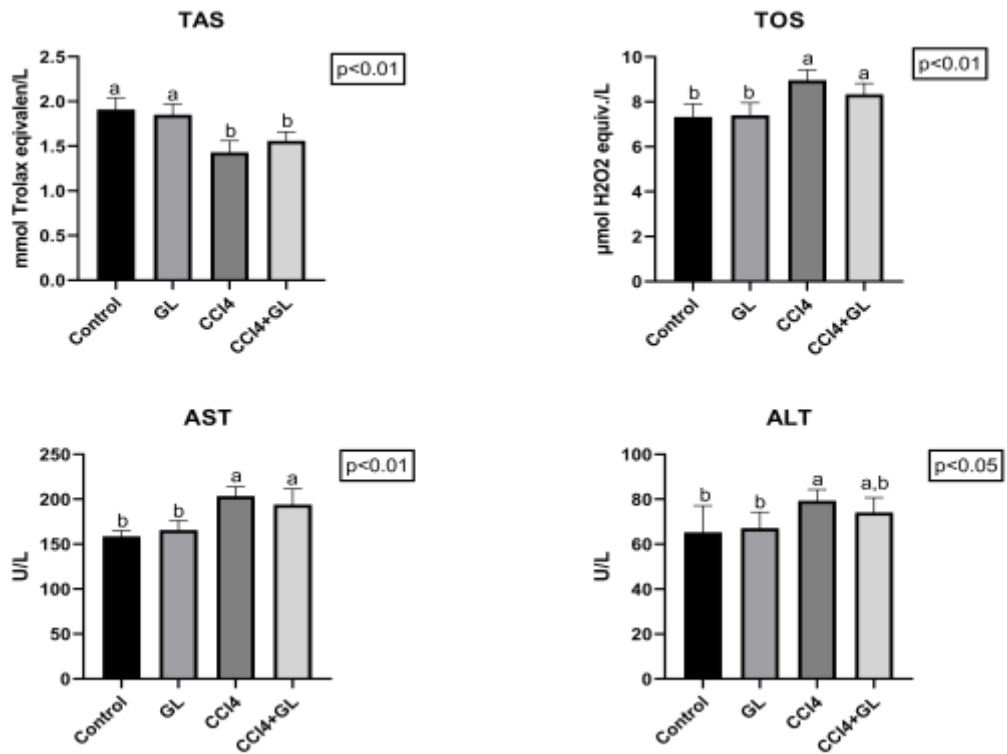 TAS
p<0.01
mmol Trolax eqivalen/L
2.5
2.0
1.5
1.0
0.5
0.0
a
a
b
b
Control
GL
CCl4
CCl4+GL
TOS
p<0.01
µmol H2O2 equiv./L
10
8
6
4
2
0
b
b
a
a
Control
GL
CCl4
CCl4+GL
AST
p<0.01
U/L
250
200
150
100
50
0
b
b
a
a
Control
GL
CCl4
CCl4+GL
ALT
p<0.05
U/L
100
80
60
40
20
0
b
b
a
a,b
Control
GL
CCl4
CCl4+GL